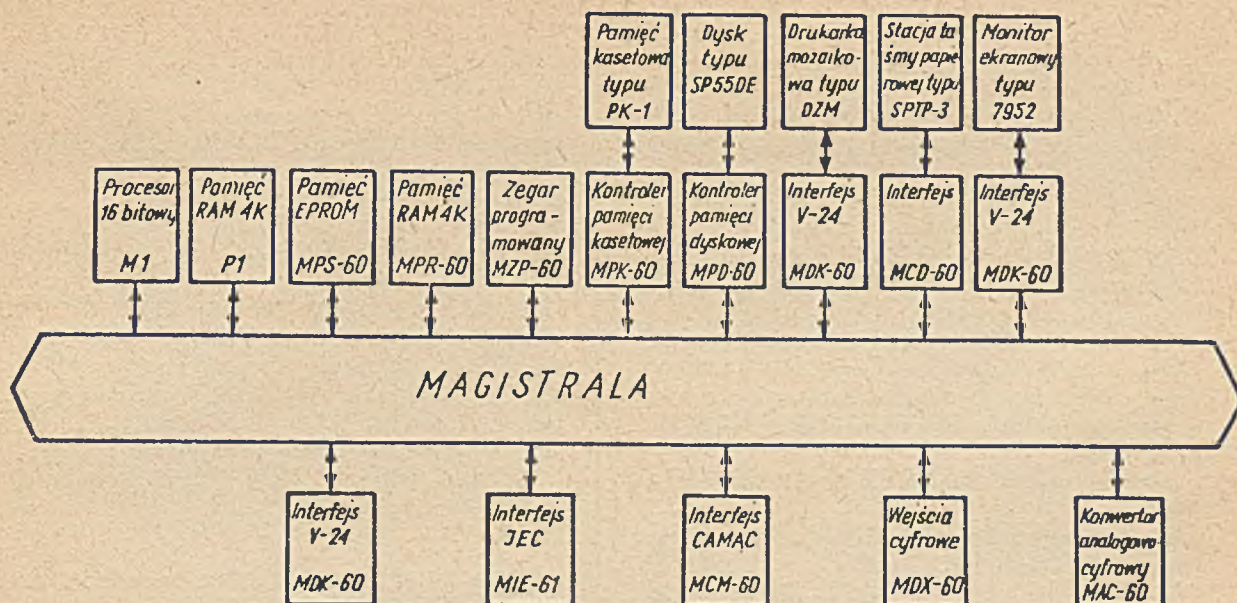 Pamięć
kasetowa
typu
PK-1
Dysk
typu
SP55DE
Drukarka
mozaiko-
wa typu
DZM
Stacja ta
śmy papie
rowej typu
SPTP-3
Monitor
ekranowy
typu
7952
Procesor
16 bitowy
M1
Pamięć
RAM 4K
P1
Pamięć
EPROM
MPS-60
Pamięć
RAM 4K
MPR-60
Zegar
progra-
mowany
MZP-60
Kontroler
pamięci
kasetowej
MPK-60
Kontroler
pamięci
dyskowej
MPD-60
Interfejs
V-24
MDK-60
Interfejs
MCD-60
Interfejs
V-24
MDK-60
MAGISTRALA
Interfejs
V-24
MDK-60
Interfejs
JEC
MIE-61
Interfejs
CAMAC
MCM-60
Wejścia
cyfrowe
MDX-60
Konwertor
analogowo-
cyfrowy
MAC-60